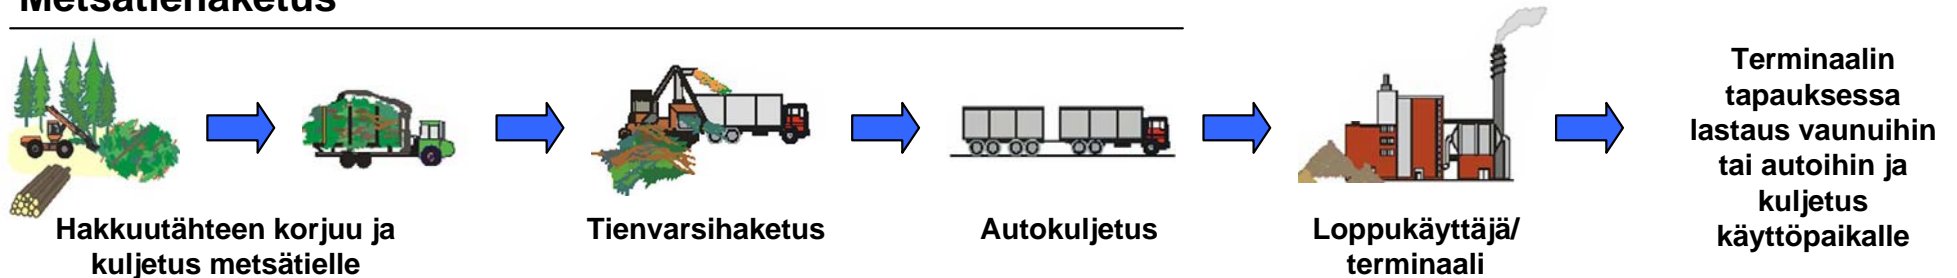 Metsätiehaketus
Hakkuutähteen korjuu ja
kuljetus metsätielle
Tienvarsihaketus
Autokuljetus
Loppukäyttäjä/
terminaali
Terminaalin
tapauksessa
lastaus vaunuihin
tai autoihin ja
kuljetus
käyttöpaikalle